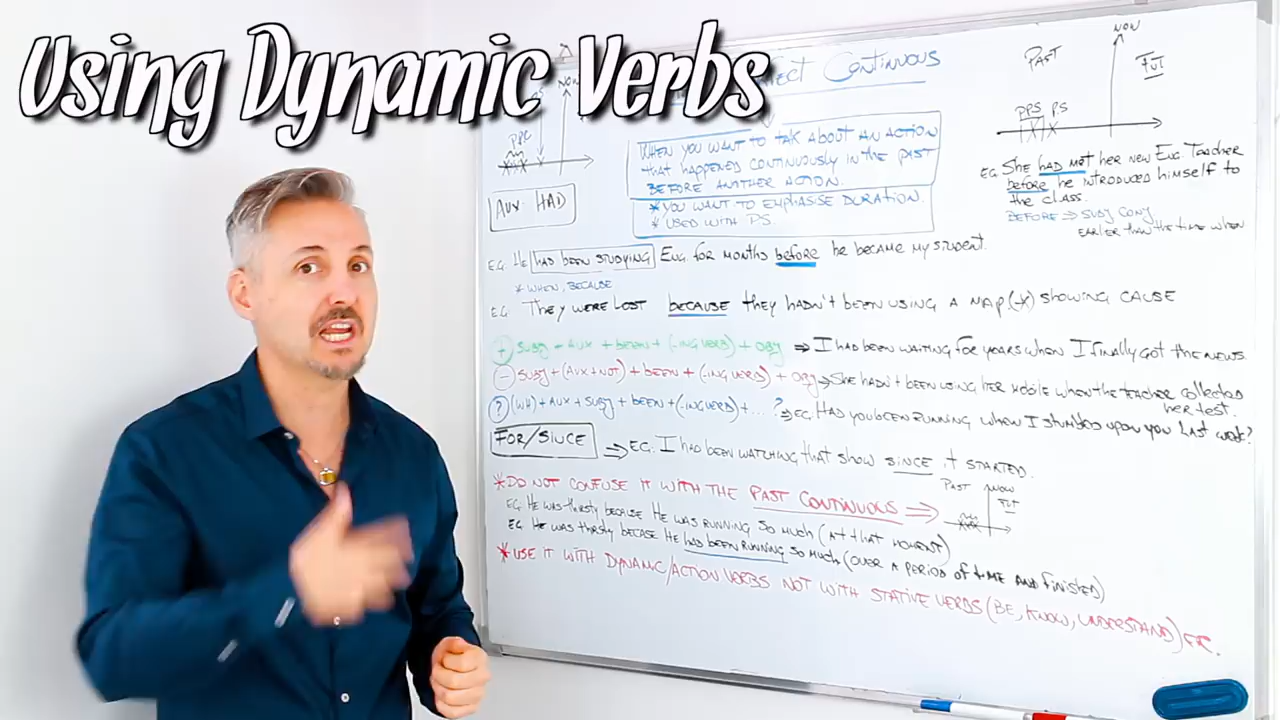 Using Dynamic Verbs
CONTINUOUS
NOW
PPC
PAST
NOW
FUT
PPS PS
WHEN YOU WANT TO TALK ABOUT AN ACTION
THAT HAPPENED CONTINUOUSLY IN THE PAST
BEFORE ANOTHER ACTION.
* YOU WANT TO EMPHASISE DURATION.
* USED WITH PS
AUX: HAD
EG. She HAD MET her NEW ENG TEACHER
before he introduced himself to
the class.
BEFORE => SUBJ CONJ
EARLIER THAN the TIME WHEN
E.G. HE HAD BEEN STUDYING ENG. FOR MONTHS before he BECAME MY STUDENT.
* WHEN, BECAUSE
EG. They WERE LOST because they HADN'T BEEN USING A MAP (-x) SHOWING CAUSE
+ SUBJ + AUX + BEEN + (-ING VERB) + OBJ => I HAD BEEN WAITING FOR YEARS WHEN I FINALLY GOT THE NEWS
- SUBJ + (AUX + NOT) + BEEN + (-ING VERB) + OBJ => SHE HADN'T BEEN USING HER MOBILE WHEN THE TEACHER COLLECTED
HER TEST.
? (WH) + AUX + SUBJ + BEEN + (-ING VERB) + ... ? => EG. HAD YOU BEEN RUNNING WHEN I STUMBLED UPON YOU LAST WEEK?
FOR/SINCE => EG. I HAD BEEN WATCHING THAT SHOW SINCE IT STARTED.
PAST NOW
FUT
* DO NOT CONFUSE IT WITH THE PAST CONTINUOUS =>
EG. HE WAS THIRSTY BECAUSE HE WAS RUNNING SO MUCH (AT THAT MOMENT)
EG. HE WAS THIRSTY BECASE HE HAD BEEN RUNNING SO MUCH (OVER A PERIOD OF TIME AND FINISHED)
* USE IT WITH DYNAMIC/ACTION VERBS NOT WITH STATIVE VERBS (BE, KNOW, UNDERSTAND) ETC.